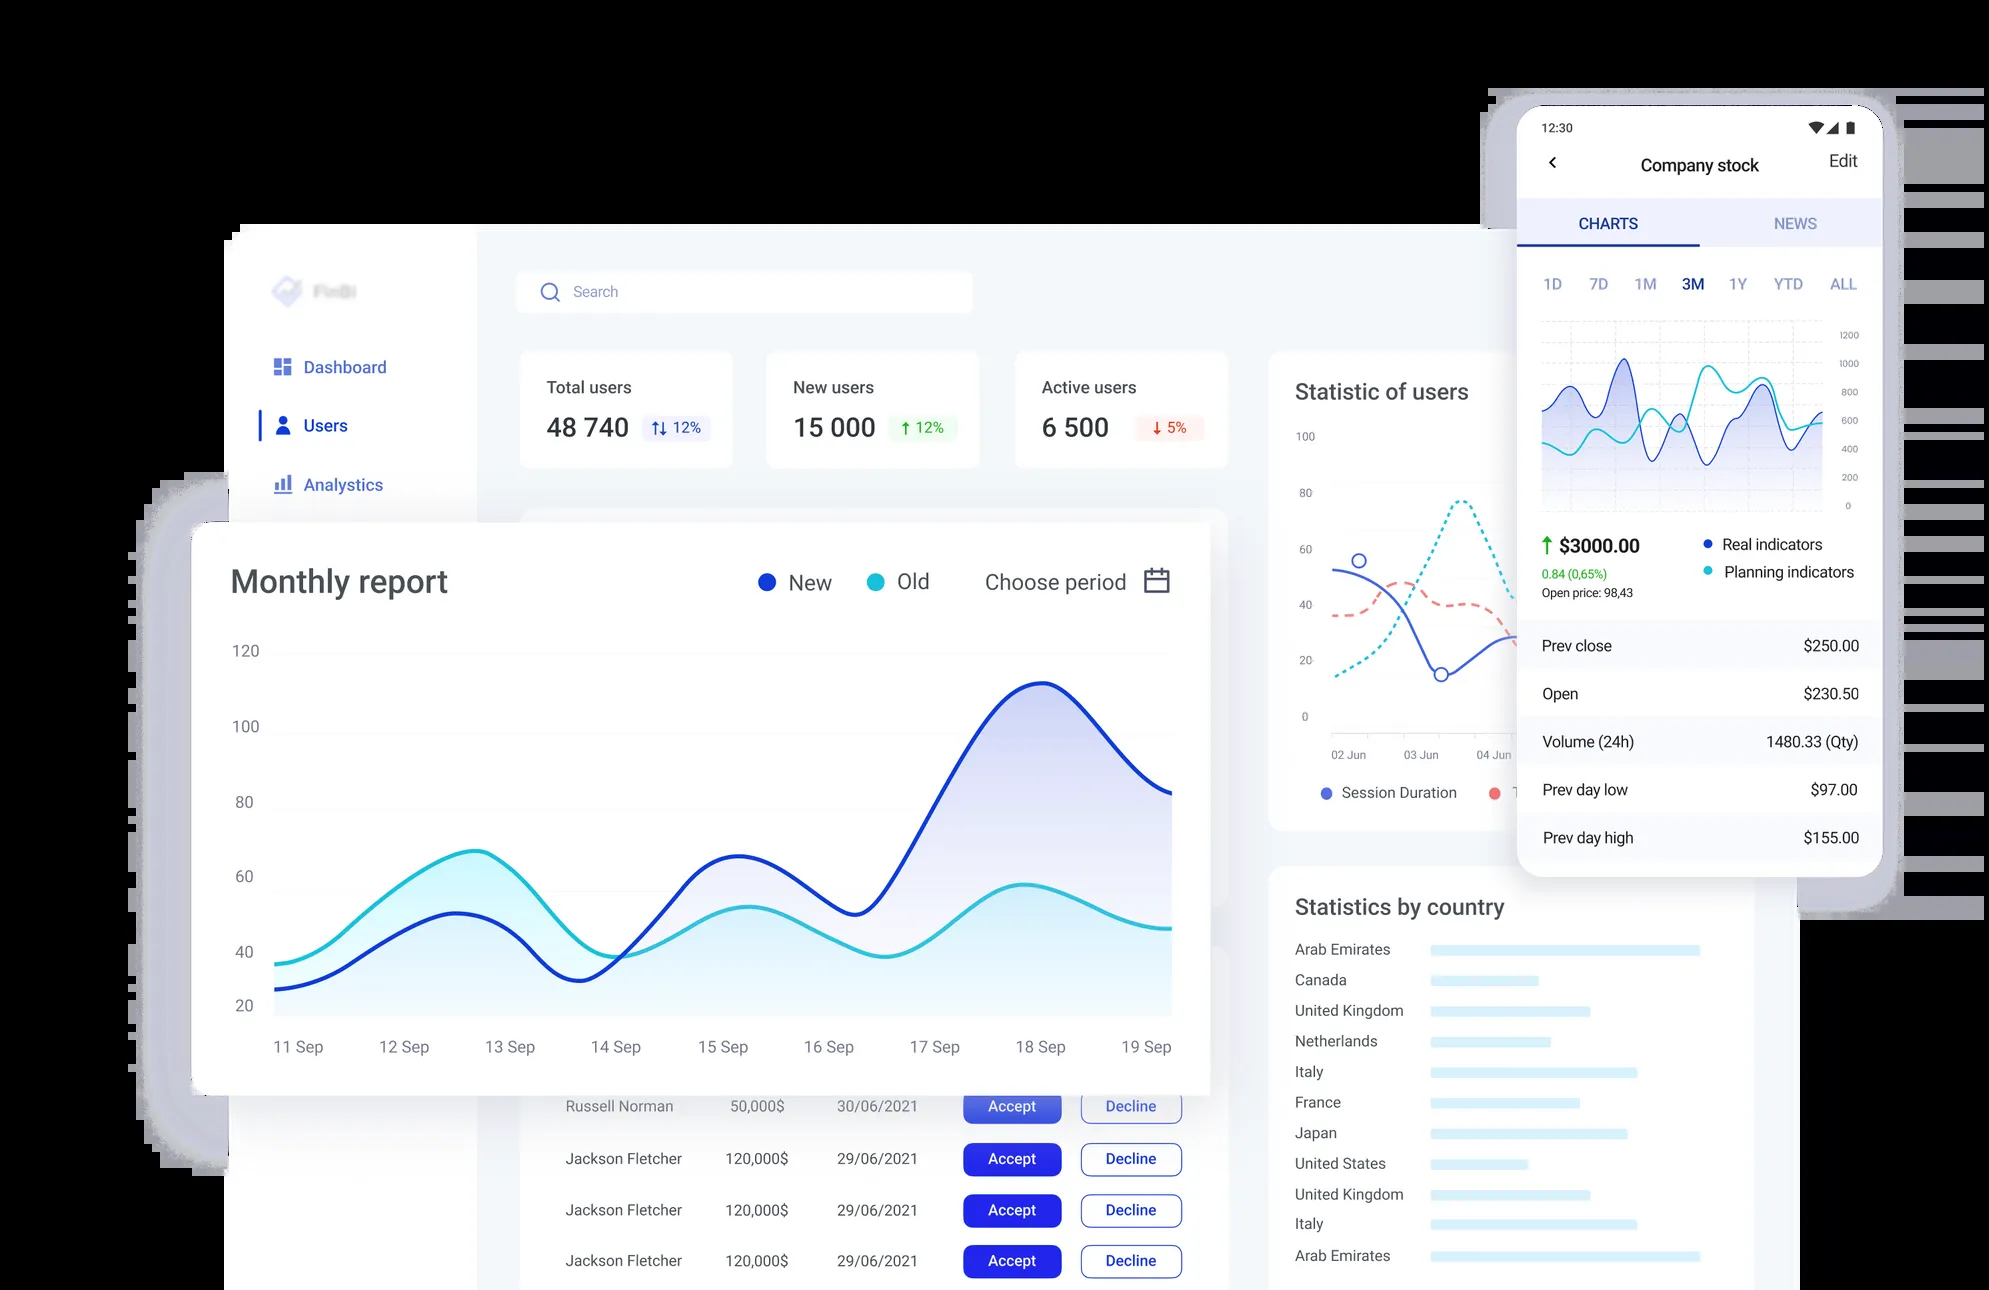 FinBI
Dashboard
Users
Analystics
Search
Total users
48 740
12%
New users
15 000
12%
Active users
6 500
5%
Statistic of users
100
80
60
40
20
0
02 Jun
03 Jun
04 Jun
Session Duration
Monthly report
New
Old
Choose period
120
100
80
60
40
20
11 Sep
12 Sep
13 Sep
14 Sep
15 Sep
16 Sep
17 Sep
18 Sep
19 Sep
Russell Norman 50,000$ 30/06/2021 Accept Decline
Jackson Fletcher 120,000$ 29/06/2021 Accept Decline
Jackson Fletcher 120,000$ 29/06/2021 Accept Decline
Jackson Fletcher 120,000$ 29/06/2021 Accept Decline
Statistics by country
Arab Emirates
Canada
United Kingdom
Netherlands
Italy
France
Japan
United States
United Kingdom
Italy
Arab Emirates
12:30
Company stock
Edit
CHARTS
NEWS
1D 7D 1M 3M 1Y YTD ALL
1200
1000
800
600
400
200
0
$3000.00
0.84 (0,65%)
Open price: 98,43
Real indicators
Planning indicators
Prev close $250.00
Open $230.50
Volume (24h) 1480.33 (Qty)
Prev day low $97.00
Prev day high $155.00